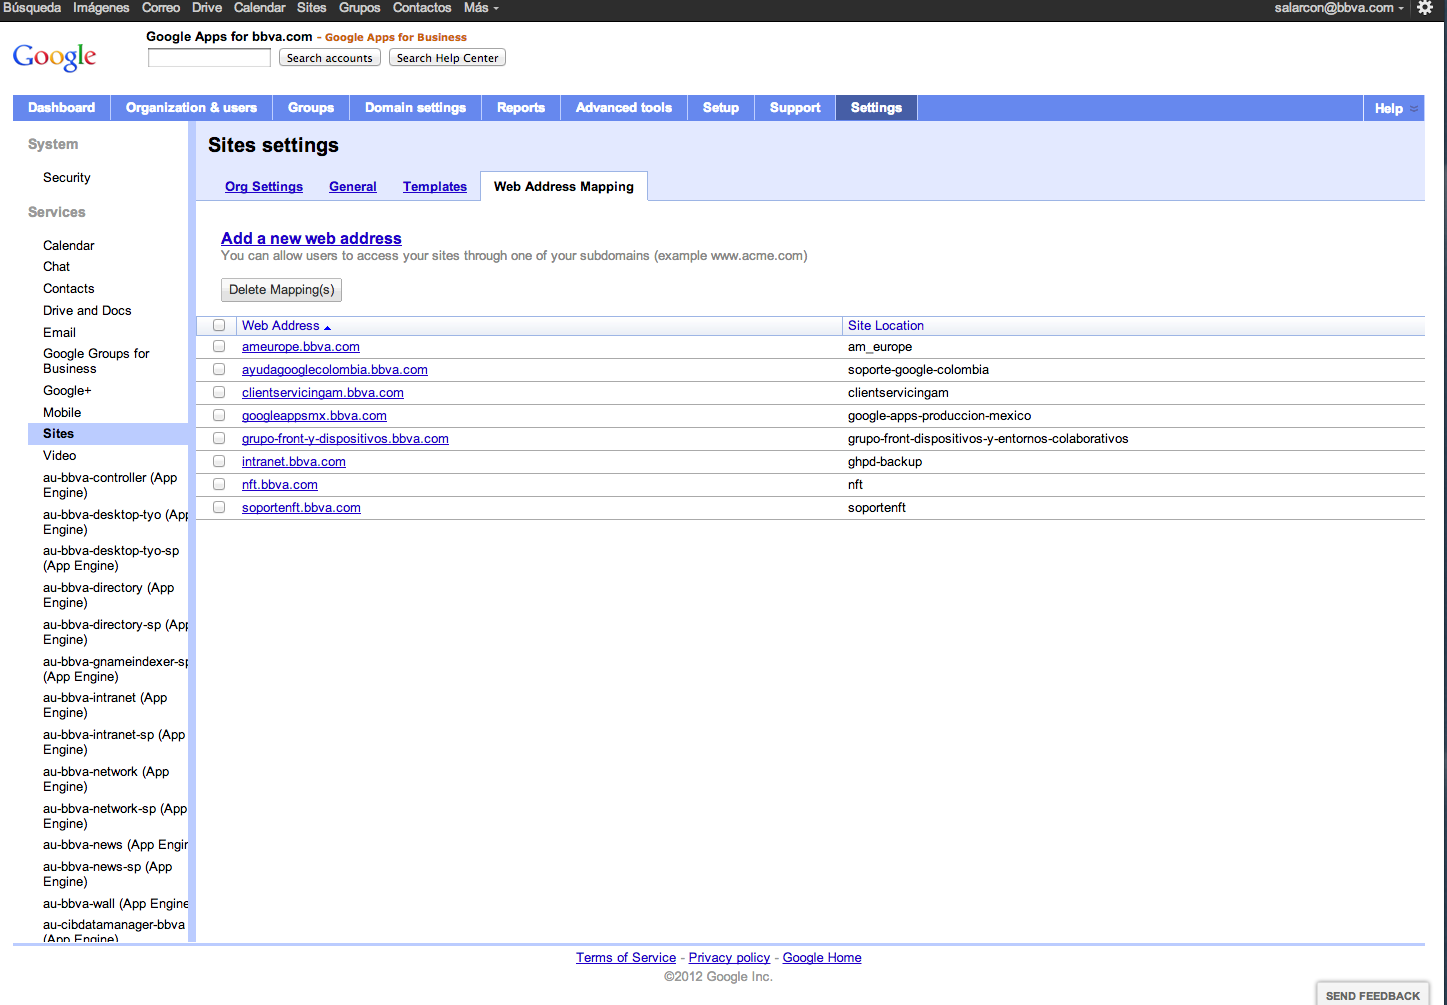 Búsqueda Imágenes Correo Drive Calendar Sites Grupos Contactos Más
salarcon@bbva.com
Google
Google Apps for bbva.com - Google Apps for Business
Search accounts Search Help Center
Dashboard Organization & users Groups Domain settings Reports Advanced tools Setup Support Settings Help
System
Security
Services
Calendar
Chat
Contacts
Drive and Docs
Email
Google Groups for
Business
Google+
Mobile
Sites
Video
au-bbva-controller (App
Engine)
au-bbva-desktop-tyo (App
Engine)
au-bbva-desktop-tyo-sp
(App Engine)
au-bbva-directory (App
Engine)
au-bbva-directory-sp (App
Engine)
au-bbva-gnameindexer-sp
(App Engine)
au-bbva-intranet (App
Engine)
au-bbva-intranet-sp (App
Engine)
au-bbva-network (App
Engine)
au-bbva-network-sp (App
Engine)
au-bbva-news (App Engin
au-bbva-news-sp (App
Engine)
au-bbva-wall (App Engine
au-cibdatamanager-bbva
(App Engine)
Sites settings
Org Settings General Templates Web Address Mapping
Add a new web address
You can allow users to access your sites through one of your subdomains (example www.acme.com)
Delete Mapping(s)
Web Address Site Location
ameurope.bbva.com am_europe
ayudagooglecolombia.bbva.com soporte-google-colombia
clientservicingam.bbva.com clientservicingam
googleappsmx.bbva.com google-apps-produccion-mexico
grupo-front-y-dispositivos.bbva.com grupo-front-dispositivos-y-entornos-colaborativos
intranet.bbva.com ghpd-backup
nft.bbva.com nft
soportenft.bbva.com soportenft
Terms of Service - Privacy policy - Google Home
©2012 Google Inc.
SEND FEEDBACK